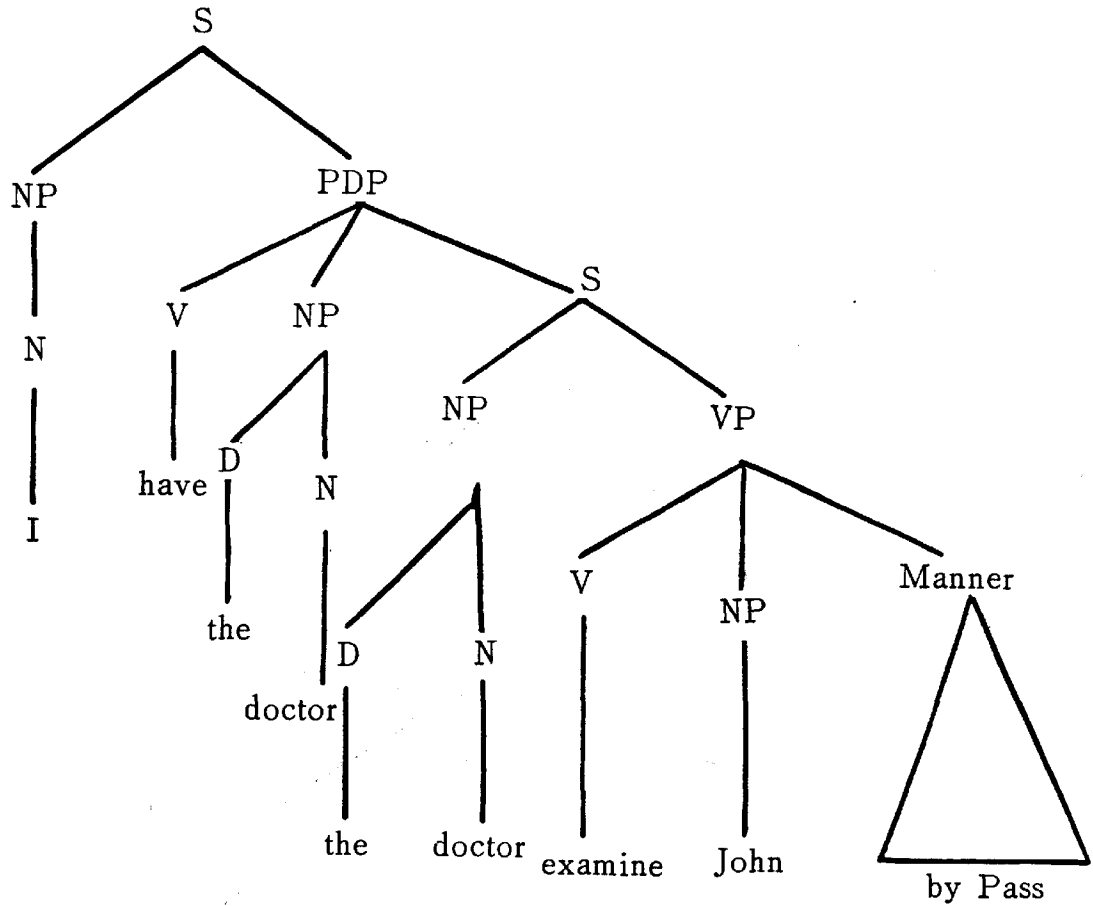 S
NP PDP
V NP S
N
NP VP
D
have N
I
V Manner
NP
the
D N
doctor
the doctor examine John
by Pass